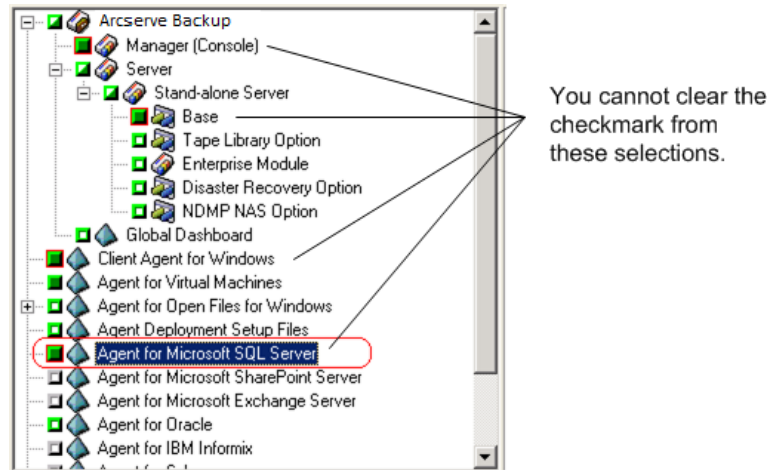 Arcserve Backup
Manager (Console)
Server
Stand-alone Server
Base
Tape Library Option
Enterprise Module
Disaster Recovery Option
NDMP NAS Option
Global Dashboard
Client Agent for Windows
Agent for Virtual Machines
Agent for Open Files for Windows
Agent Deployment Setup Files
Agent for Microsoft SQL Server
Agent for Microsoft SharePoint Server
Agent for Microsoft Exchange Server
Agent for Oracle
Agent for IBM Informix
You cannot clear the
checkmark from
these selections.